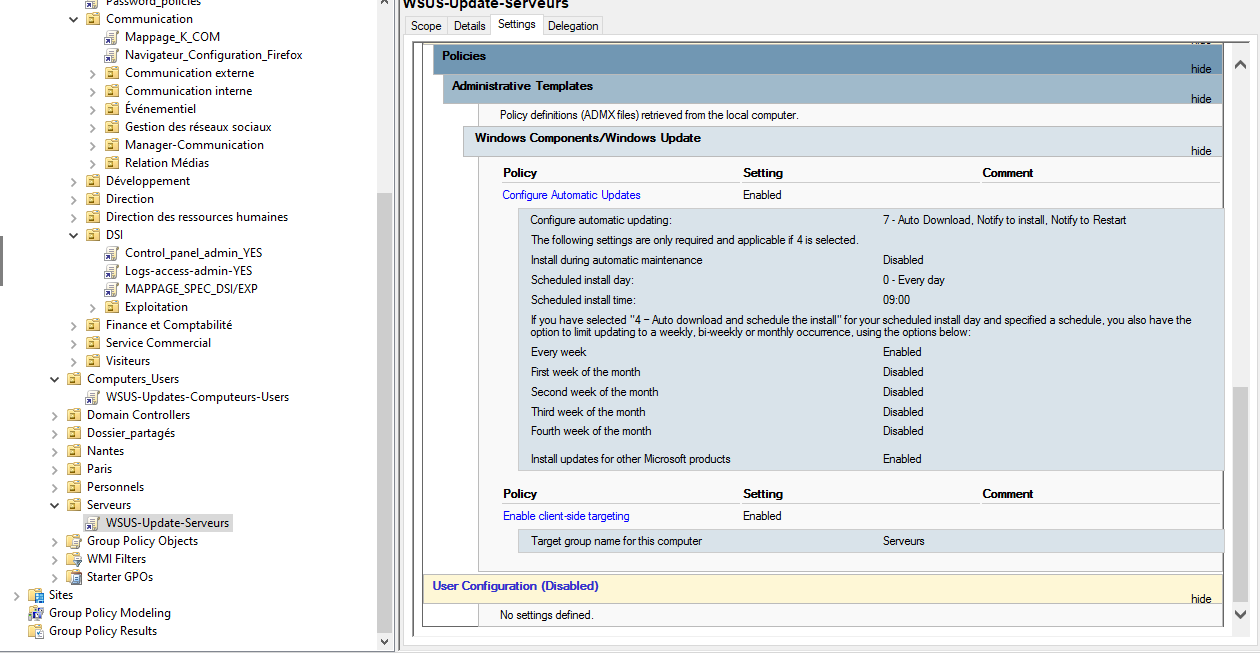 Password_policies
Communication
Mappage_K_COM
Navigateur_Configuration_Firefox
Communication externe
Communication interne
Événementiel
Gestion des réseaux sociaux
Manager-Communication
Relation Médias
Développement
Direction
Direction des ressources humaines
DSI
Control_panel_admin_YES
Logs-access-admin-YES
MAPPAGE_SPEC_DSI/EXP
Exploitation
Finance et Comptabilité
Service Commercial
Visiteurs
Computers_Users
WSUS-Updates-Computeurs-Users
Domain Controllers
Dossier_partagés
Nantes
Paris
Personnels
Serveurs
WSUS-Update-Serveurs
Group Policy Objects
WMI Filters
Starter GPOs
Sites
Group Policy Modeling
Group Policy Results
WSUS-Update-Serveurs
Scope Details Settings Delegation
hide
Policies
hide
Administrative Templates
hide
Policy definitions (ADMX files) retrieved from the local computer.
Windows Components/Windows Update
hide
Policy Setting Comment
Configure Automatic Updates Enabled
Configure automatic updating: 7 - Auto Download, Notify to install, Notify to Restart
The following settings are only required and applicable if 4 is selected.
Install during automatic maintenance Disabled
Scheduled install day: 0 - Every day
Scheduled install time: 09:00
If you have selected "4 – Auto download and schedule the install" for your scheduled install day and specified a schedule, you also have the
option to limit updating to a weekly, bi-weekly or monthly occurrence, using the options below:
Every week Enabled
First week of the month Disabled
Second week of the month Disabled
Third week of the month Disabled
Fourth week of the month Disabled
Install updates for other Microsoft products Enabled
Policy Setting Comment
Enable client-side targeting Enabled
Target group name for this computer Serveurs
User Configuration (Disabled)
hide
No settings defined.